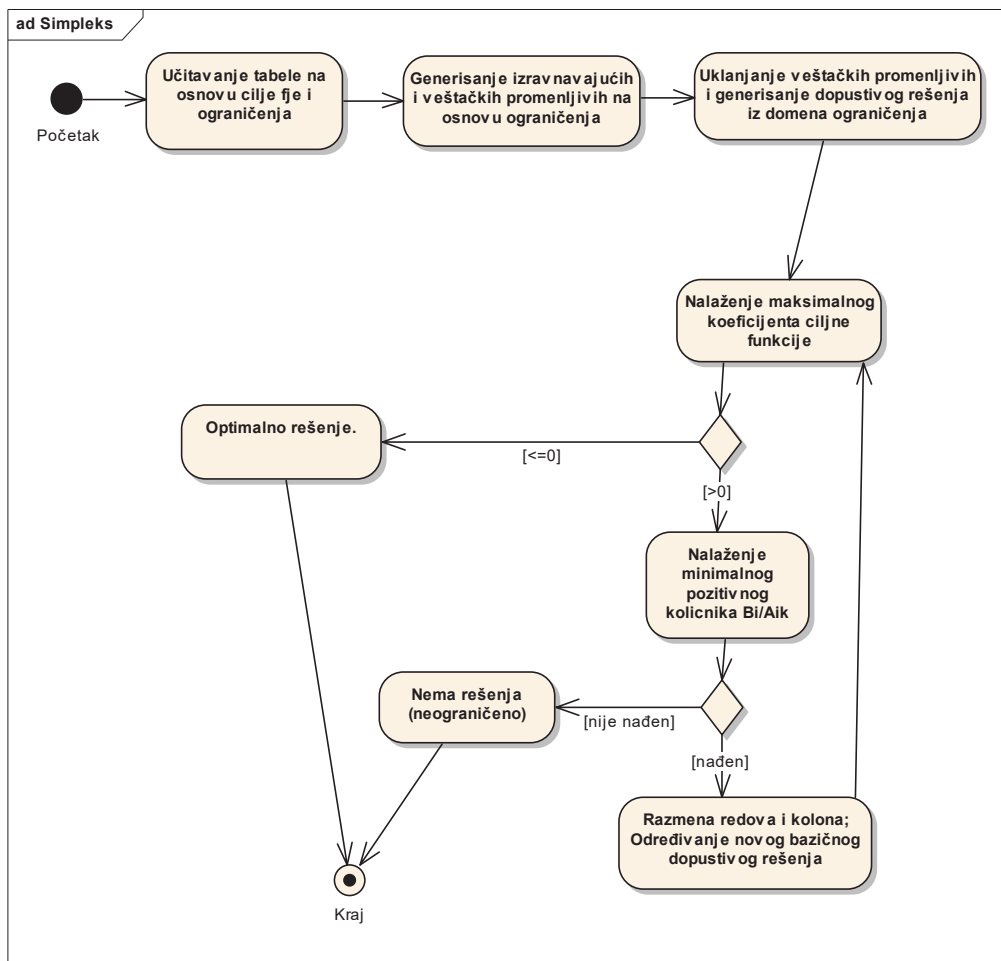 ad Simpleks
Učitavanje tabele na
osnovu cilje fje i
ograničenja
Generisanje izravnavajućih
i veštačkih promenljivih na
osnovu ograničenja
Uklanjanje veštačkih promenljivih
i generisanje dopustivog rešenja
iz domena ograničenja
Početak
Nalaženje maksimalnog
koeficijenta ciljne
funkcije
Optimalno rešenje.
[<=0]
[>0]
Nalaženje
minimalnog
pozitivnog
kolicnika Bi/Aik
Nema rešenja
(neograničeno)
[nije nađen]
[nađen]
Razmena redova i kolona;
Određivanje novog bazičnog
dopustivog rešenja
Kraj